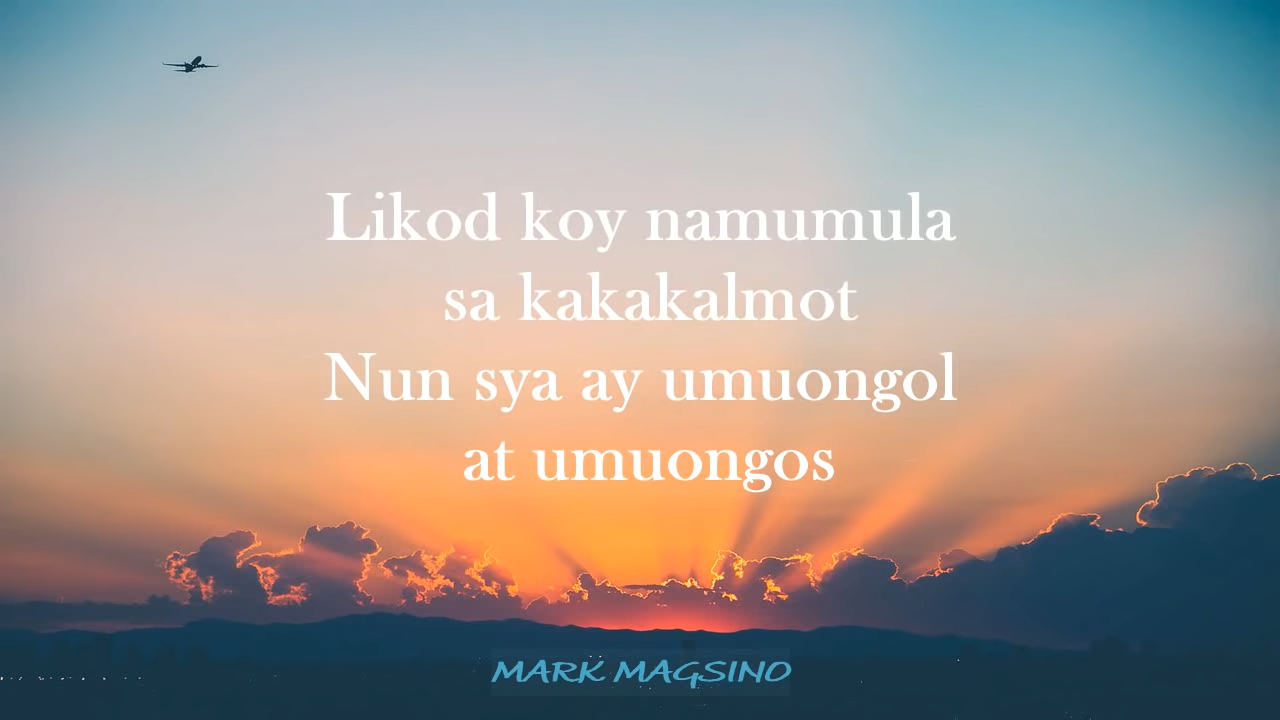 Likod koy namumula
sa kakakalmot
Nun sya ay umuongol
at umuongos
MARK MAGSINO